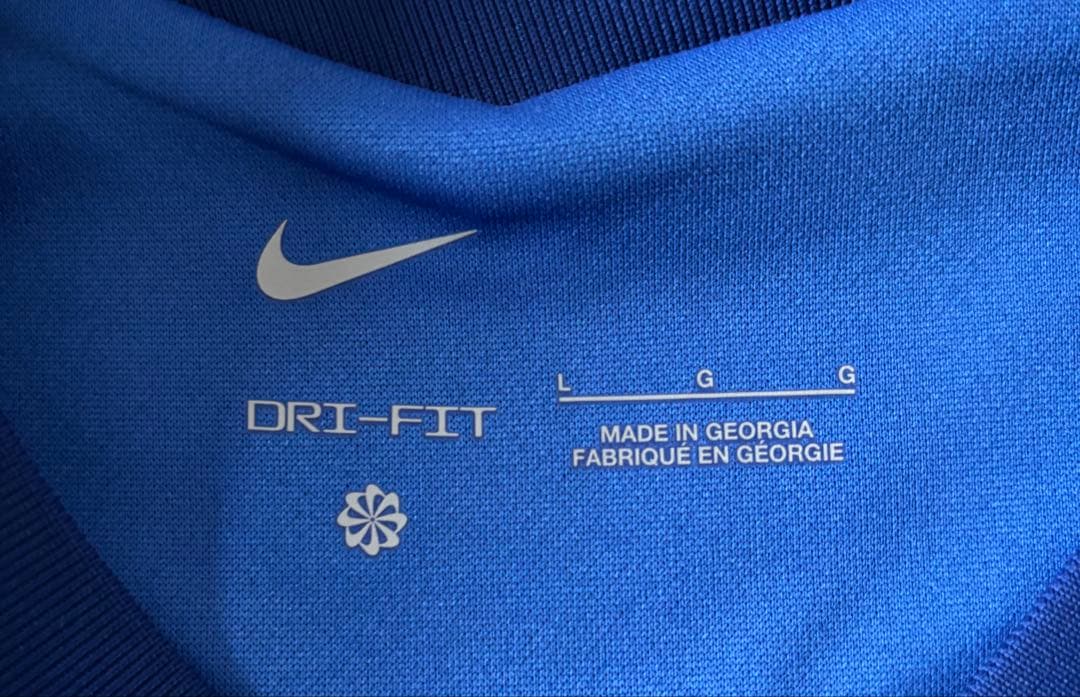 DRI-FIT
L G G
MADE IN GEORGIA
FABRIQUÉ EN GÉORGIE